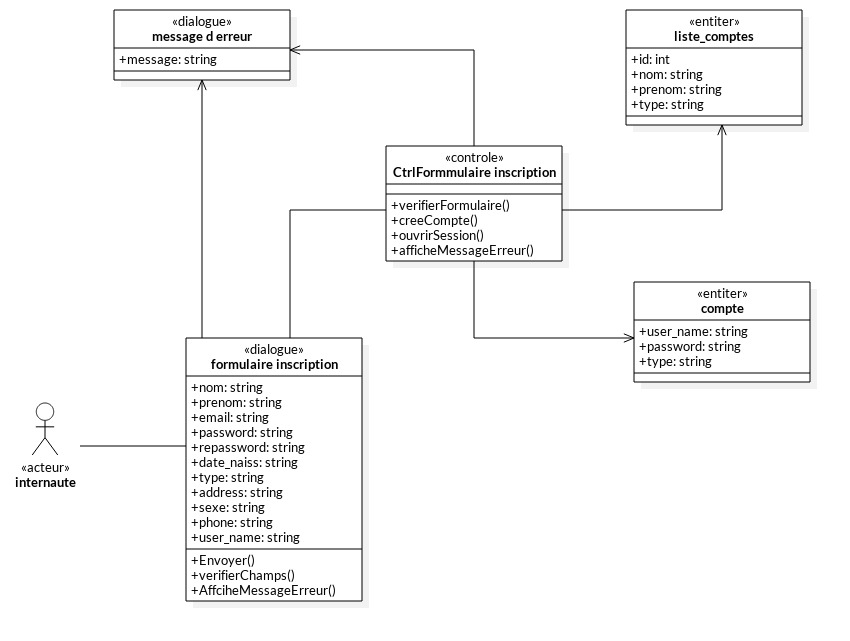 «dialogue»
message d erreur
+message: string
«entiter»
liste_comptes
+id: int
+nom: string
+prenom: string
+type: string
«controle»
CtrlFormmulaire inscription
+verifierFormulaire()
+creeCompte()
+ouvrirSession()
+afficheMessageErreur()
«entiter»
compte
+user_name: string
+password: string
+type: string
«dialogue»
formulaire inscription
+nom: string
+prenom: string
+email: string
+password: string
+repassword: string
+date_naiss: string
+type: string
+address: string
+sexe: string
+phone: string
+user_name: string
+Envoyer()
+verifierChamps()
+AffciheMessageErreur()
«acteur»
internaute